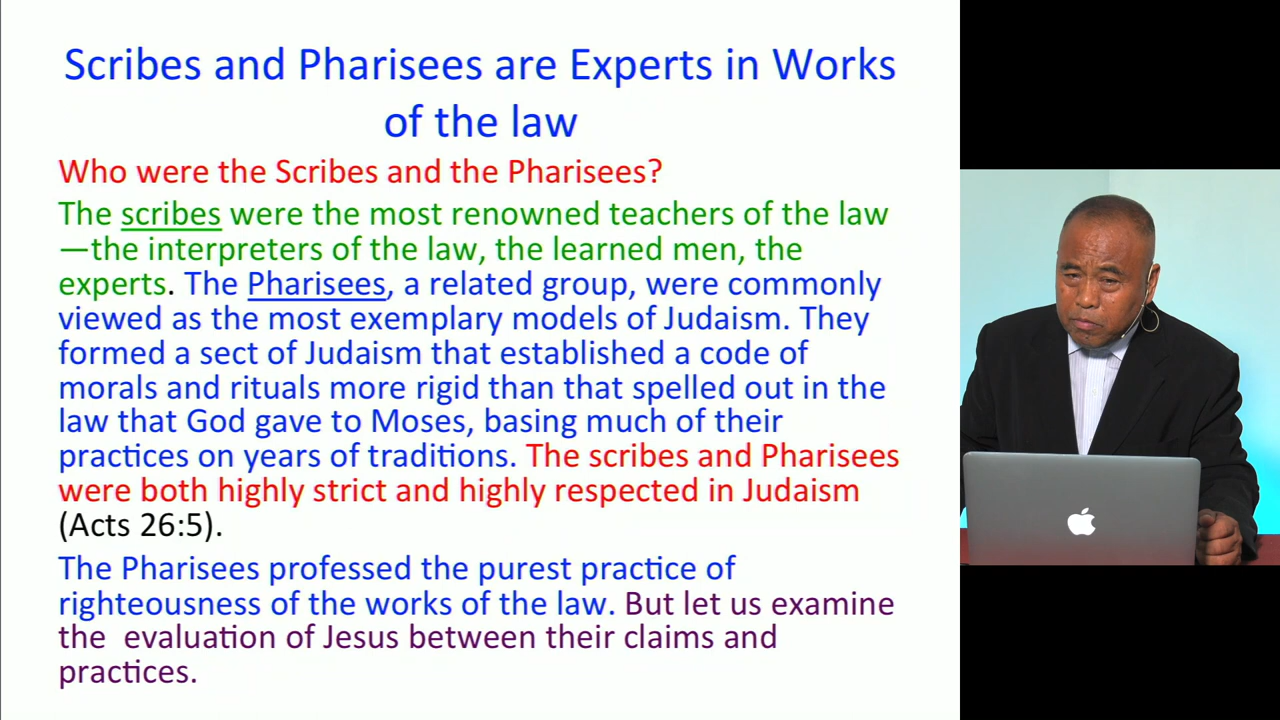 Scribes and Pharisees are Experts in Works
of the law
Who were the Scribes and the Pharisees?
The scribes were the most renowned teachers of the law
—the interpreters of the law, the learned men, the
experts. The Pharisees, a related group, were commonly
viewed as the most exemplary models of Judaism. They
formed a sect of Judaism that established a code of
morals and rituals more rigid than that spelled out in the
law that God gave to Moses, basing much of their
practices on years of traditions. The scribes and Pharisees
were both highly strict and highly respected in Judaism
(Acts 26:5).
The Pharisees professed the purest practice of
righteousness of the works of the law. But let us examine
the  evaluation of Jesus between their claims and
practices.